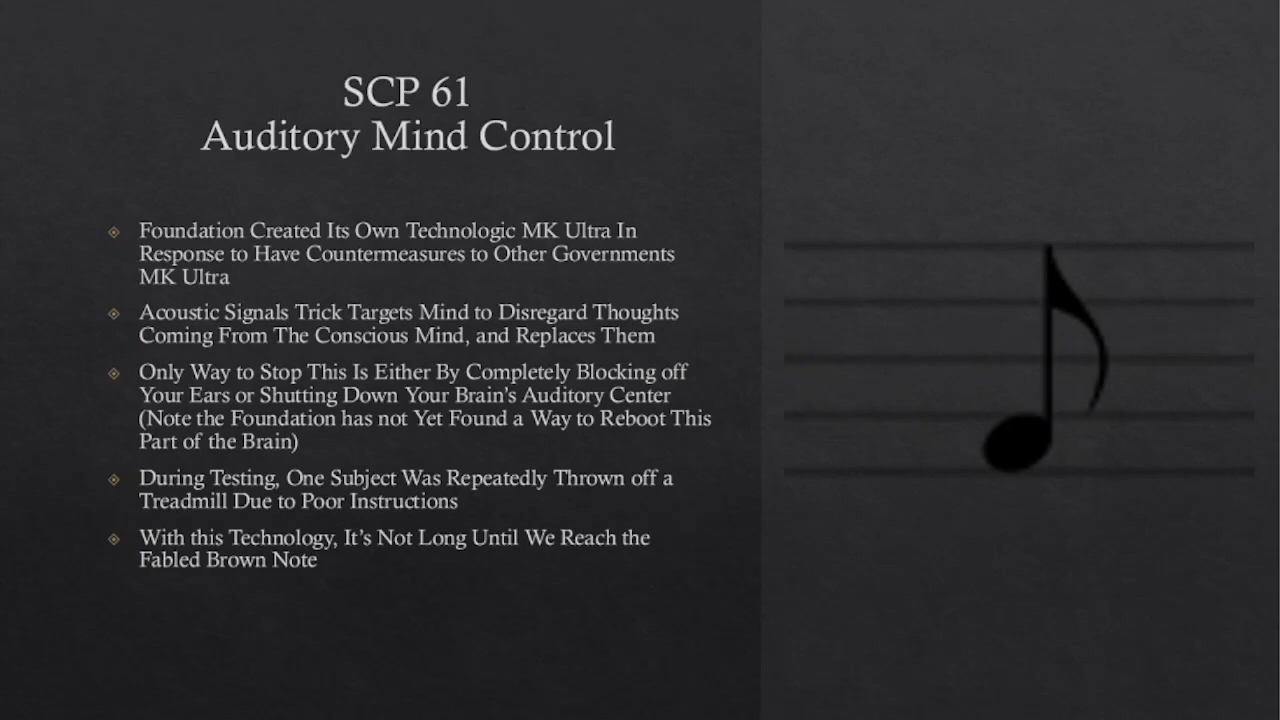 SCP 61
Auditory Mind Control
Foundation Created Its Own Technologic MK Ultra In
Response to Have Countermeasures to Other Governments
MK Ultra
Acoustic Signals Trick Targets Mind to Disregard Thoughts
Coming From The Conscious Mind, and Replaces Them
Only Way to Stop This Is Either By Completely Blocking off
Your Ears or Shutting Down Your Brain's Auditory Center
(Note the Foundation has not Yet Found a Way to Reboot This
Part of the Brain)
During Testing, One Subject Was Repeatedly Thrown off a
Treadmill Due to Poor Instructions
With this Technology, It's Not Long Until We Reach the
Fabled Brown Note